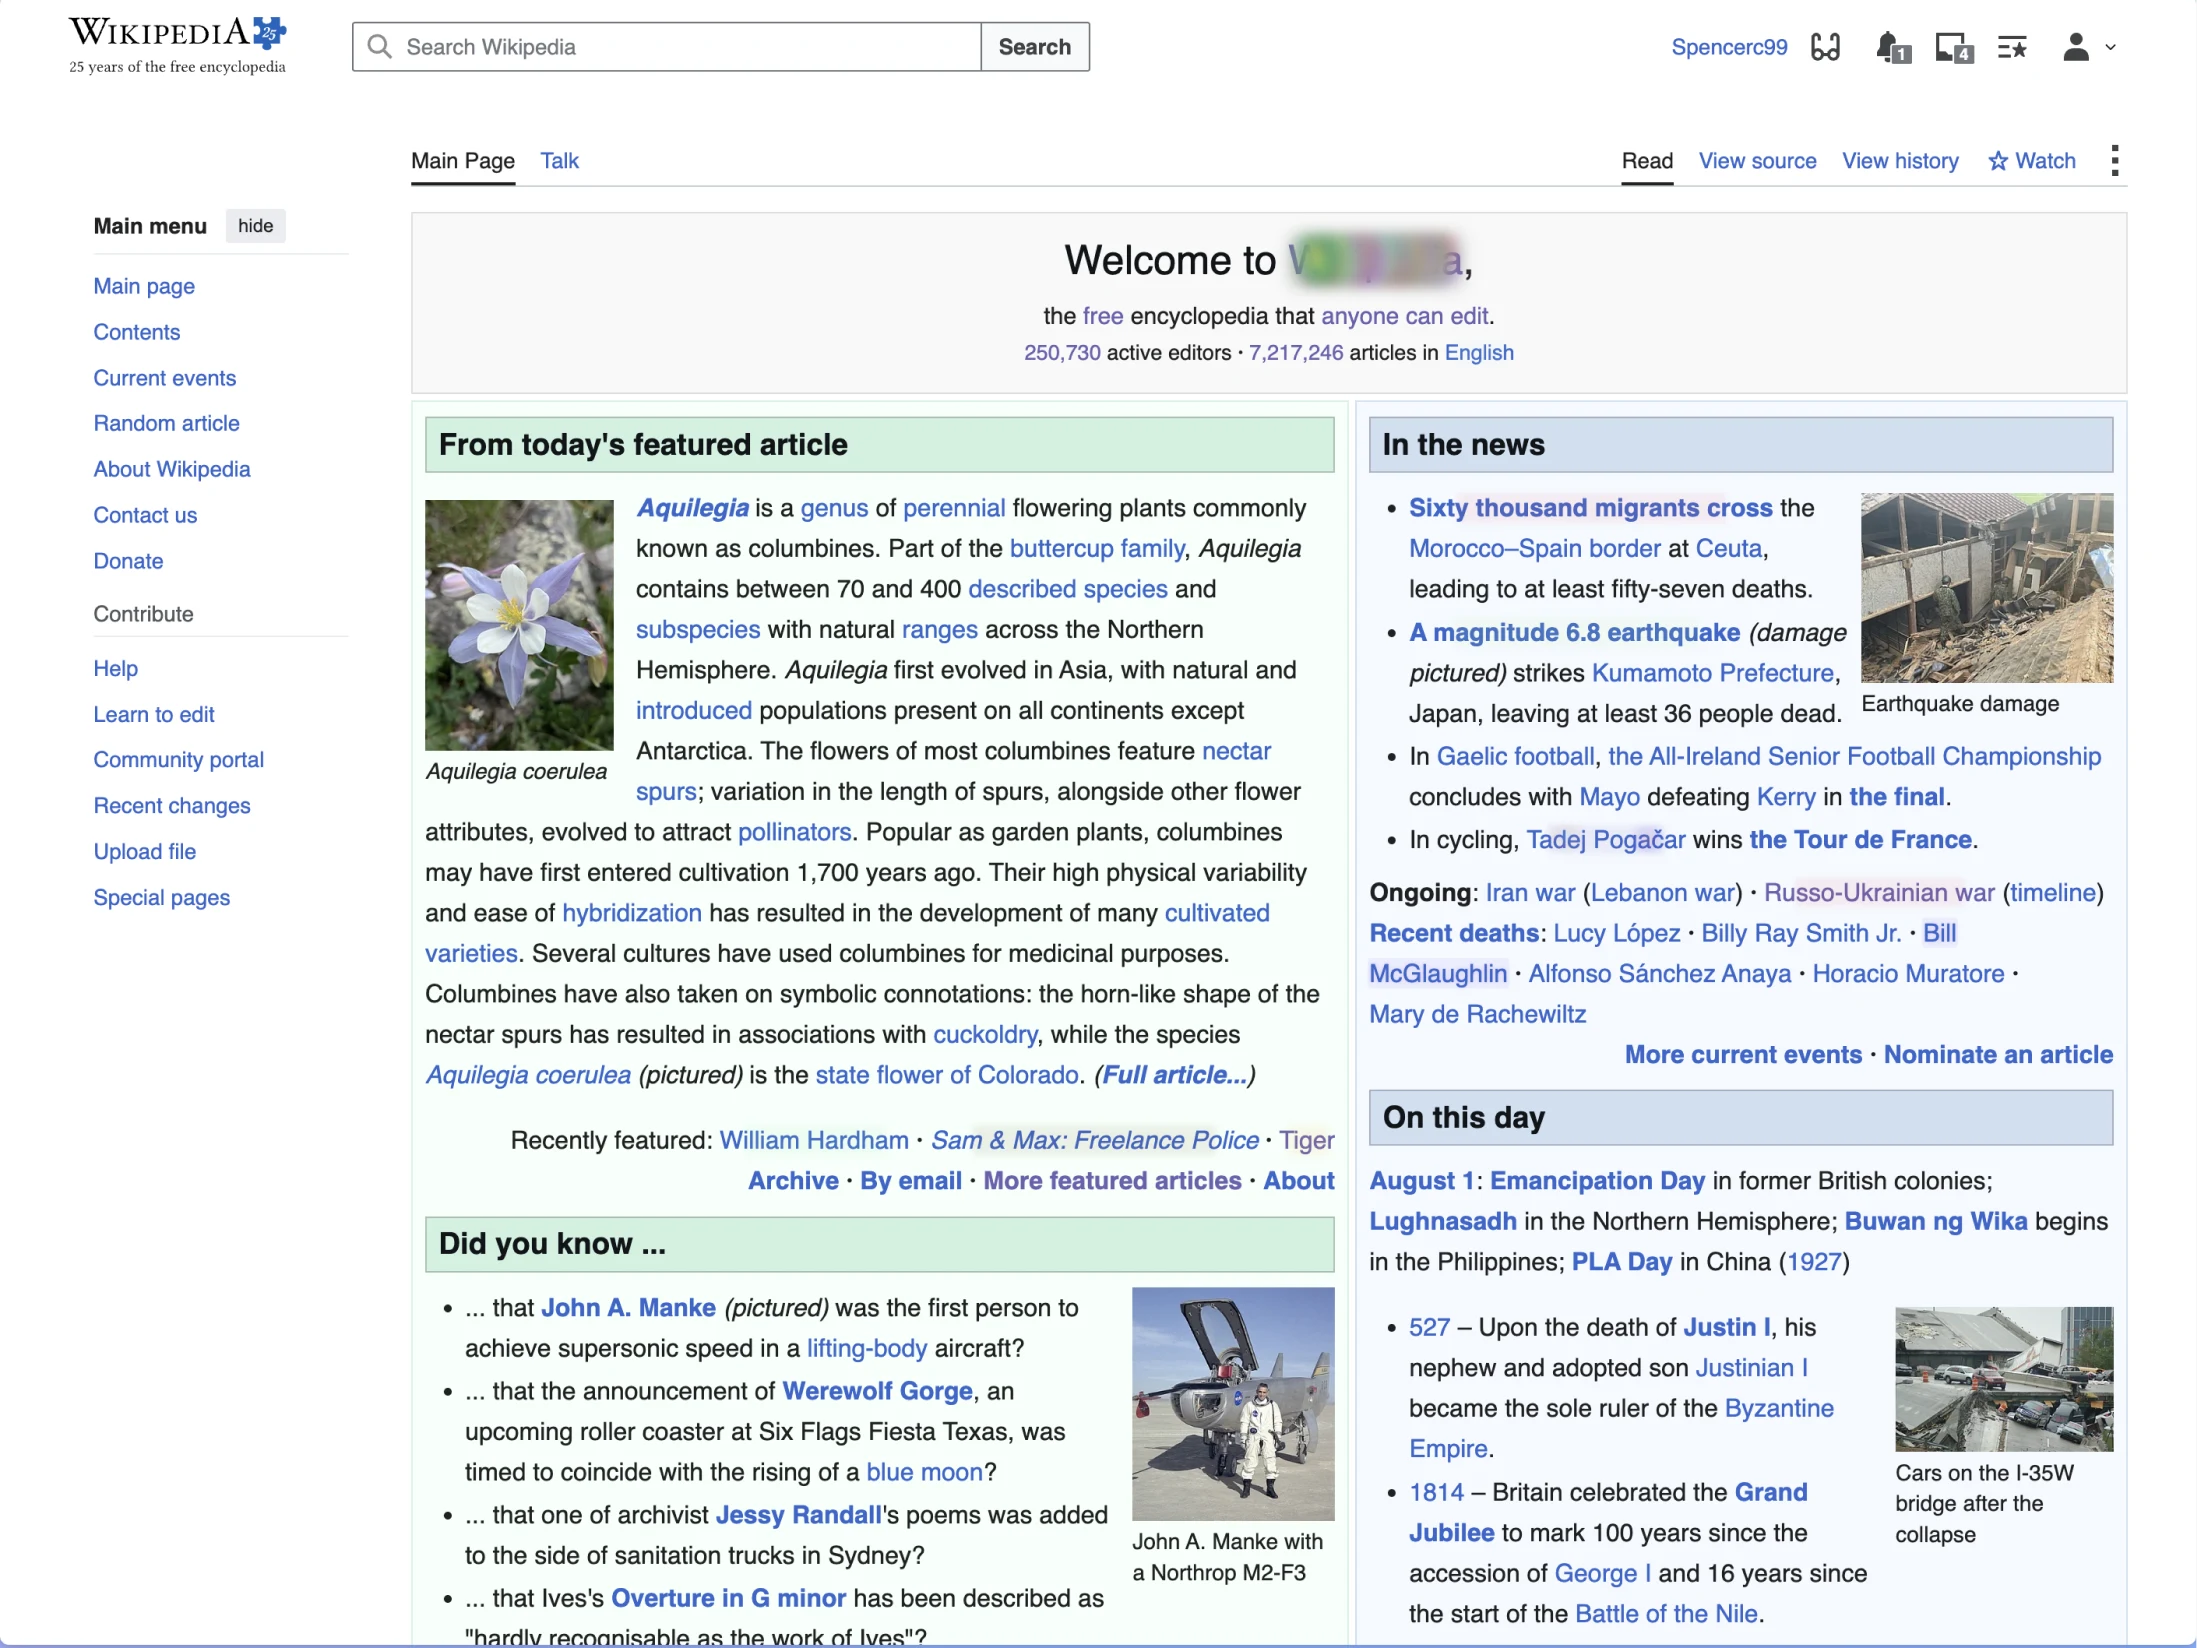 WIKIPEDIA 25
25 years of the free encyclopedia
Search Wikipedia
Search
Spencerc99
1
4
Main Page
Talk
Read
View source
View history
Watch
Main menu
hide
Main page
Contents
Current events
Random article
About Wikipedia
Contact us
Donate
Contribute
Help
Learn to edit
Community portal
Recent changes
Upload file
Special pages
Welcome to
the free encyclopedia that anyone can edit.
250,730 active editors · 7,217,246 articles in English
From today's featured article
Aquilegia is a genus of perennial flowering plants commonly
known as columbines. Part of the buttercup family, Aquilegia
contains between 70 and 400 described species and
subspecies with natural ranges across the Northern
Hemisphere. Aquilegia first evolved in Asia, with natural and
introduced populations present on all continents except
Antarctica. The flowers of most columbines feature nectar
Aquilegia coerulea
spurs; variation in the length of spurs, alongside other flower
attributes, evolved to attract pollinators. Popular as garden plants, columbines
may have first entered cultivation 1,700 years ago. Their high physical variability
and ease of hybridization has resulted in the development of many cultivated
varieties. Several cultures have used columbines for medicinal purposes.
Columbines have also taken on symbolic connotations: the horn-like shape of the
nectar spurs has resulted in associations with cuckoldry, while the species
Aquilegia coerulea (pictured) is the state flower of Colorado. (Full article...)
Recently featured: William Hardham · Sam & Max: Freelance Police · Tiger
Archive · By email · More featured articles · About
Did you know ...
... that John A. Manke (pictured) was the first person to
achieve supersonic speed in a lifting-body aircraft?
... that the announcement of Werewolf Gorge, an
upcoming roller coaster at Six Flags Fiesta Texas, was
timed to coincide with the rising of a blue moon?
... that one of archivist Jessy Randall's poems was added
to the side of sanitation trucks in Sydney?
... that Ives's Overture in G minor has been described as
"hardly recognisable as the work of Ives"?
John A. Manke with
a Northrop M2-F3
In the news
Sixty thousand migrants cross the
Morocco–Spain border at Ceuta,
leading to at least fifty-seven deaths.
A magnitude 6.8 earthquake (damage
pictured) strikes Kumamoto Prefecture,
Japan, leaving at least 36 people dead.
Earthquake damage
In Gaelic football, the All-Ireland Senior Football Championship
concludes with Mayo defeating Kerry in the final.
In cycling, Tadej Pogačar wins the Tour de France.
Ongoing: Iran war (Lebanon war) · Russo-Ukrainian war (timeline)
Recent deaths: Lucy López · Billy Ray Smith Jr. · Bill
McGlaughlin · Alfonso Sánchez Anaya · Horacio Muratore ·
Mary de Rachewiltz
More current events · Nominate an article
On this day
August 1: Emancipation Day in former British colonies;
Lughnasadh in the Northern Hemisphere; Buwan ng Wika begins
in the Philippines; PLA Day in China (1927)
527 – Upon the death of Justin I, his
nephew and adopted son Justinian I
became the sole ruler of the Byzantine
Empire.
1814 – Britain celebrated the Grand
Jubilee to mark 100 years since the
accession of George I and 16 years since
the start of the Battle of the Nile.
Cars on the I-35W
bridge after the
collapse